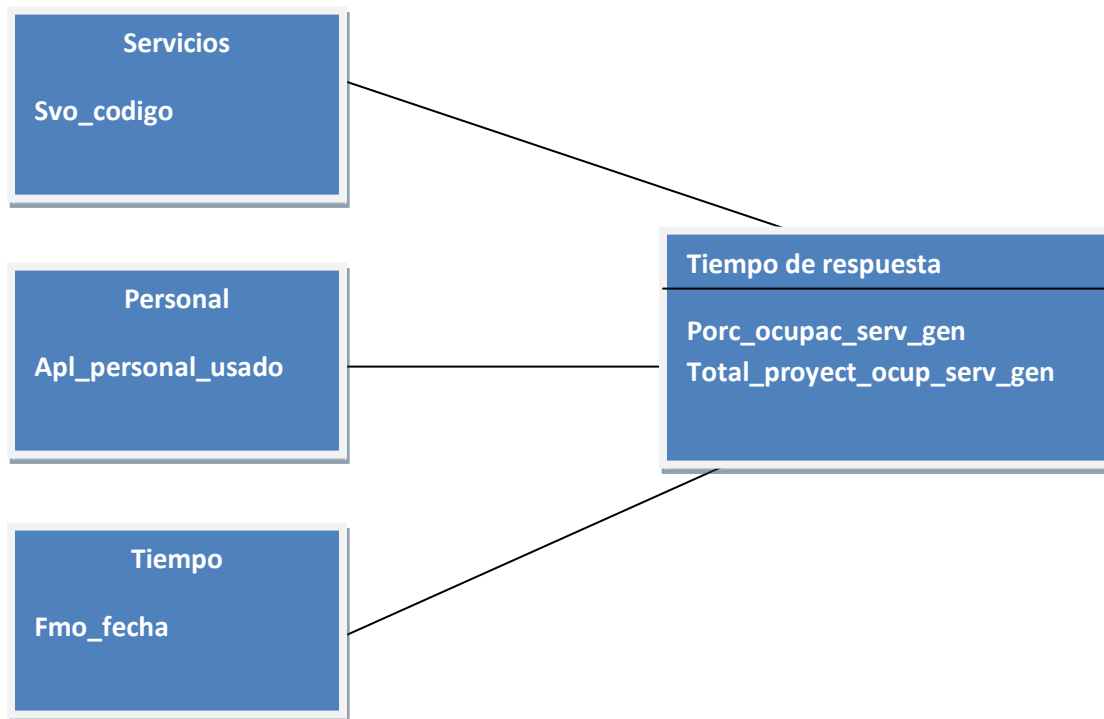 Servicios
Svo_codigo
Personal
Apl_personal_usado
Tiempo
Fmo_fecha
Tiempo de respuesta
Porc_ocupac_serv_gen
Total_proyect_ocup_serv_gen